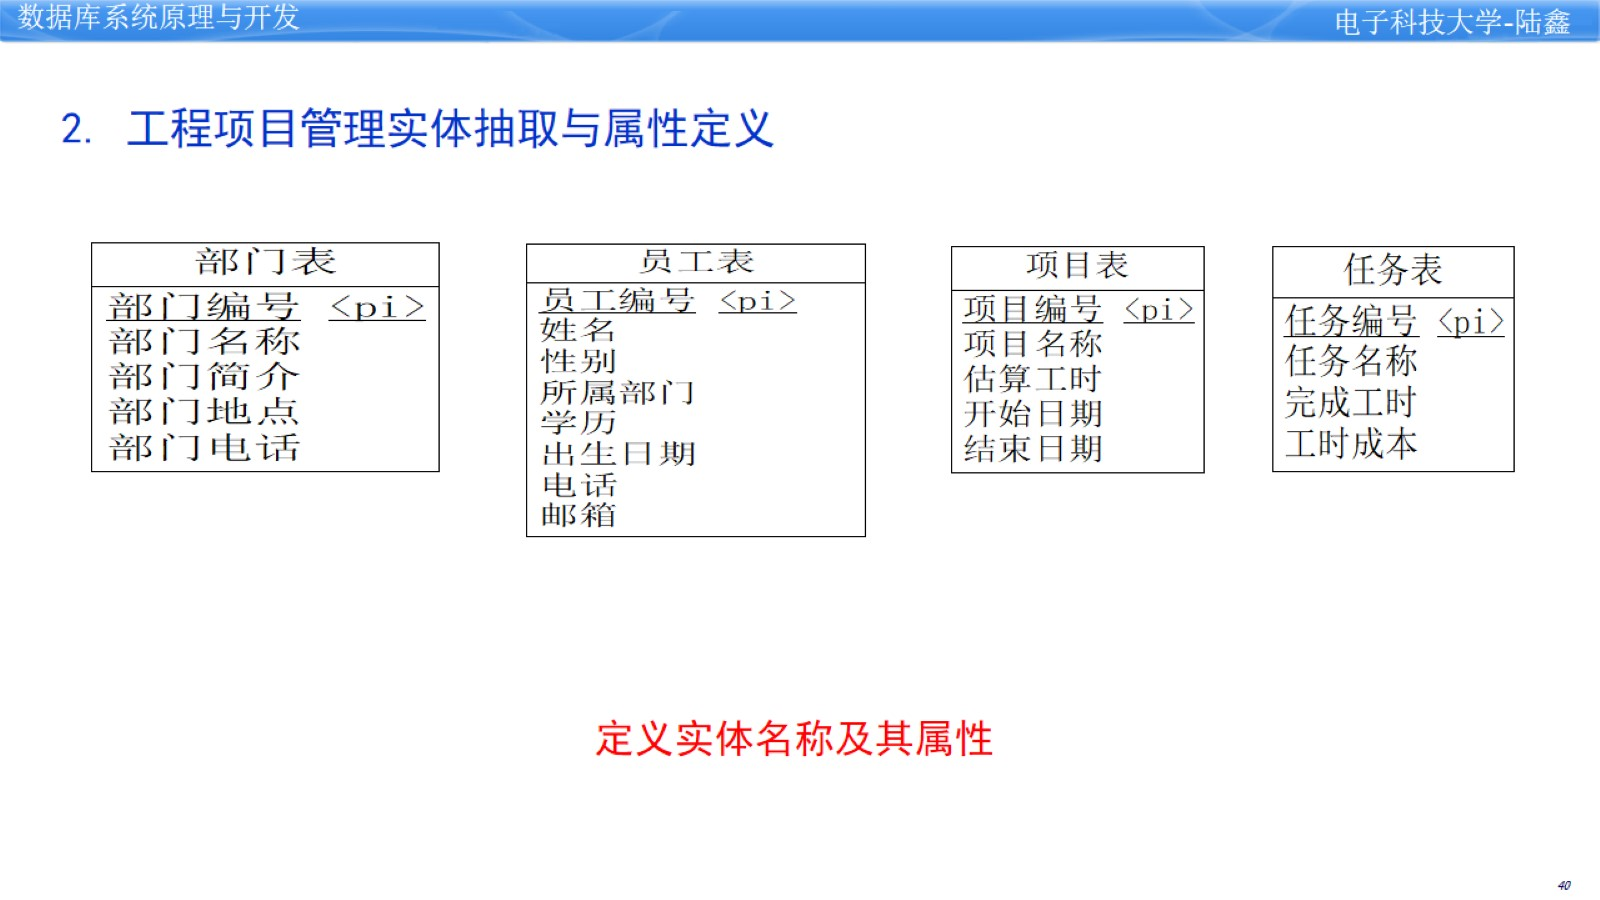 数据库系统原理与开发
电子科技大学-陆鑫
2. 工程项目管理实体抽取与属性定义
部门表
部门编号 <pi>
部门名称
部门简介
部门地点
部门电话
员工表
员工编号 <pi>
姓名
性别
所属部门
学历
出生日期
电话
邮箱
项目表
项目编号 <pi>
项目名称
估算工时
开始日期
结束日期
任务表
任务编号 <pi>
任务名称
完成工时
工时成本
定义实体名称及其属性
40